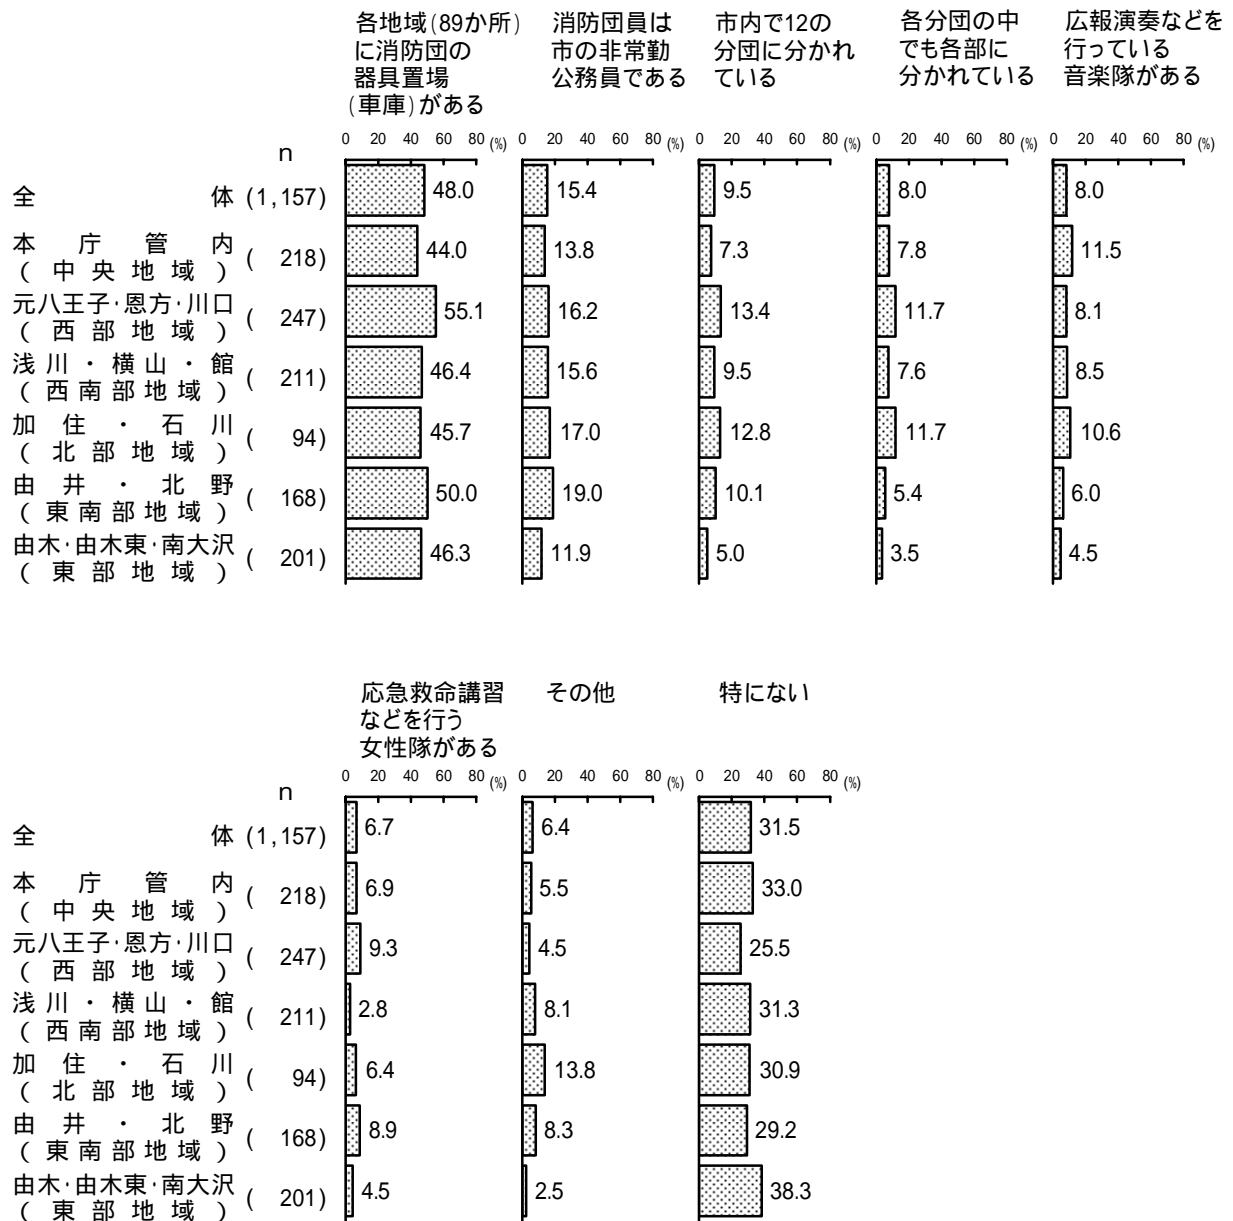 各地域(89か所)
に消防団の
器具置場
(車庫)がある
消防団員は
市の非常勤
公務員である
市内で12の
分団に分かれ
ている
各分団の中
でも各部に
分かれている
広報演奏などを
行っている
音楽隊がある
0 20 40 60 80 (%) 0 20 40 60 80 (%) 0 20 40 60 80 (%) 0 20 40 60 80 (%) 0 20 40 60 80 (%)
n
全体 (1,157) 48.0 15.4 9.5 8.0 8.0
本庁管内
(中央地域) (218) 44.0 13.8 7.3 7.8 11.5
元八王子・恩方・川口
(西部地域) (247) 55.1 16.2 13.4 11.7 8.1
浅川・横山・館
(西南部地域) (211) 46.4 15.6 9.5 7.6 8.5
加住・石川
(北部地域) (94) 45.7 17.0 12.8 11.7 10.6
由井・北野
(東南部地域) (168) 50.0 19.0 10.1 5.4 6.0
由木・由木東・南大沢
(東部地域) (201) 46.3 11.9 5.0 3.5 4.5
応急救命講習
などを行う
女性隊がある
その他
特にない
0 20 40 60 80 (%) 0 20 40 60 80 (%) 0 20 40 60 80 (%)
n
全体 (1,157) 6.7 6.4 31.5
本庁管内
(中央地域) (218) 6.9 5.5 33.0
元八王子・恩方・川口
(西部地域) (247) 9.3 4.5 25.5
浅川・横山・館
(西南部地域) (211) 2.8 8.1 31.3
加住・石川
(北部地域) (94) 6.4 13.8 30.9
由井・北野
(東南部地域) (168) 8.9 8.3 29.2
由木・由木東・南大沢
(東部地域) (201) 4.5 2.5 38.3